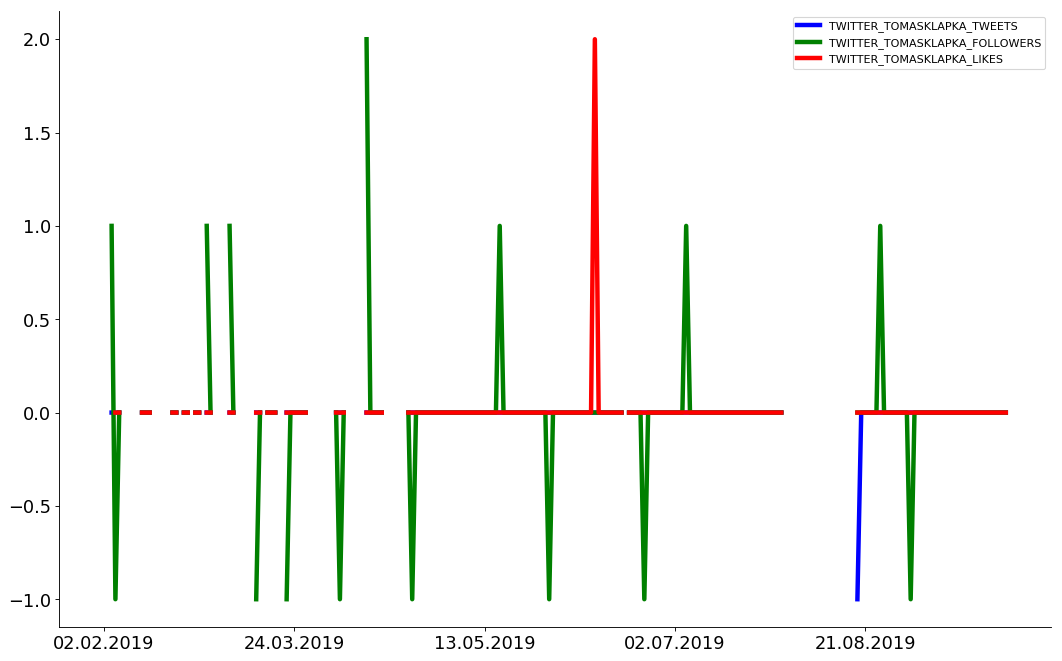 TWITTER_TOMASKLAPKA_TWEETS
TWITTER_TOMASKLAPKA_FOLLOWERS
TWITTER_TOMASKLAPKA_LIKES
2.0
1.5
1.0
0.5
0.0
−0.5
−1.0
02.02.2019 24.03.2019 13.05.2019 02.07.2019 21.08.2019